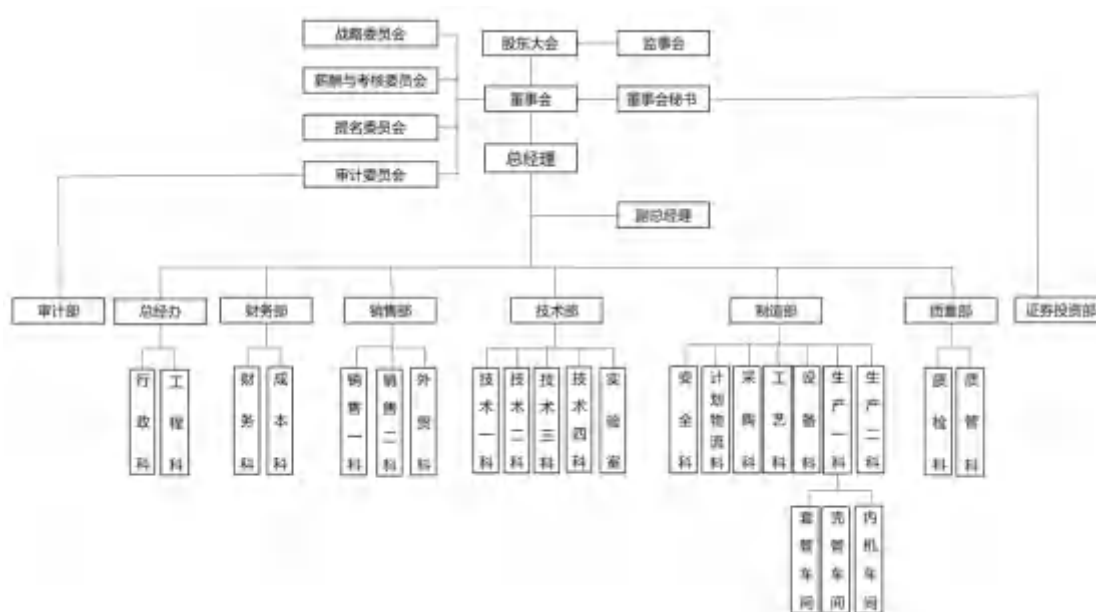 战略委员会
股东大会
监事会
薪酬与考核委员会
董事会
董事会秘书
提名委员会
总经理
审计委员会
副总经理
审计部
总经办
财务部
销售部
技术部
制造部
质量部
证券投资部
行政科
工程科
财务科
成本科
销售一科
销售二科
外贸科
技术一科
技术二科
技术三科
技术四科
实验室
安全科
计划物流科
采购科
工艺科
设备科
生产一科
生产二科
质检科
质管科
套管车间
壳管车间
内机车间